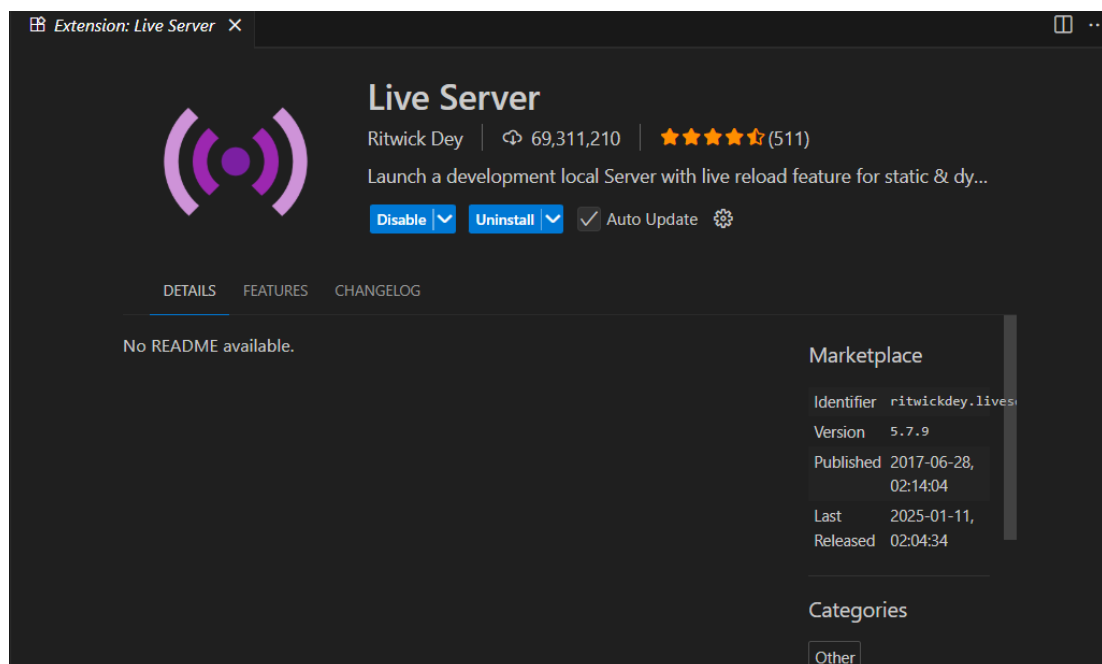 Extension: Live Server
Live Server
Ritwick Dey 69,311,210 (511)
Launch a development local Server with live reload feature for static & dy...
Disable Uninstall Auto Update
DETAILS FEATURES CHANGELOG
No README available.
Marketplace
Identifier ritwickdey.lives
Version 5.7.9
Published 2017-06-28,
02:14:04
Last 2025-01-11,
Released 02:04:34
Categories
Other